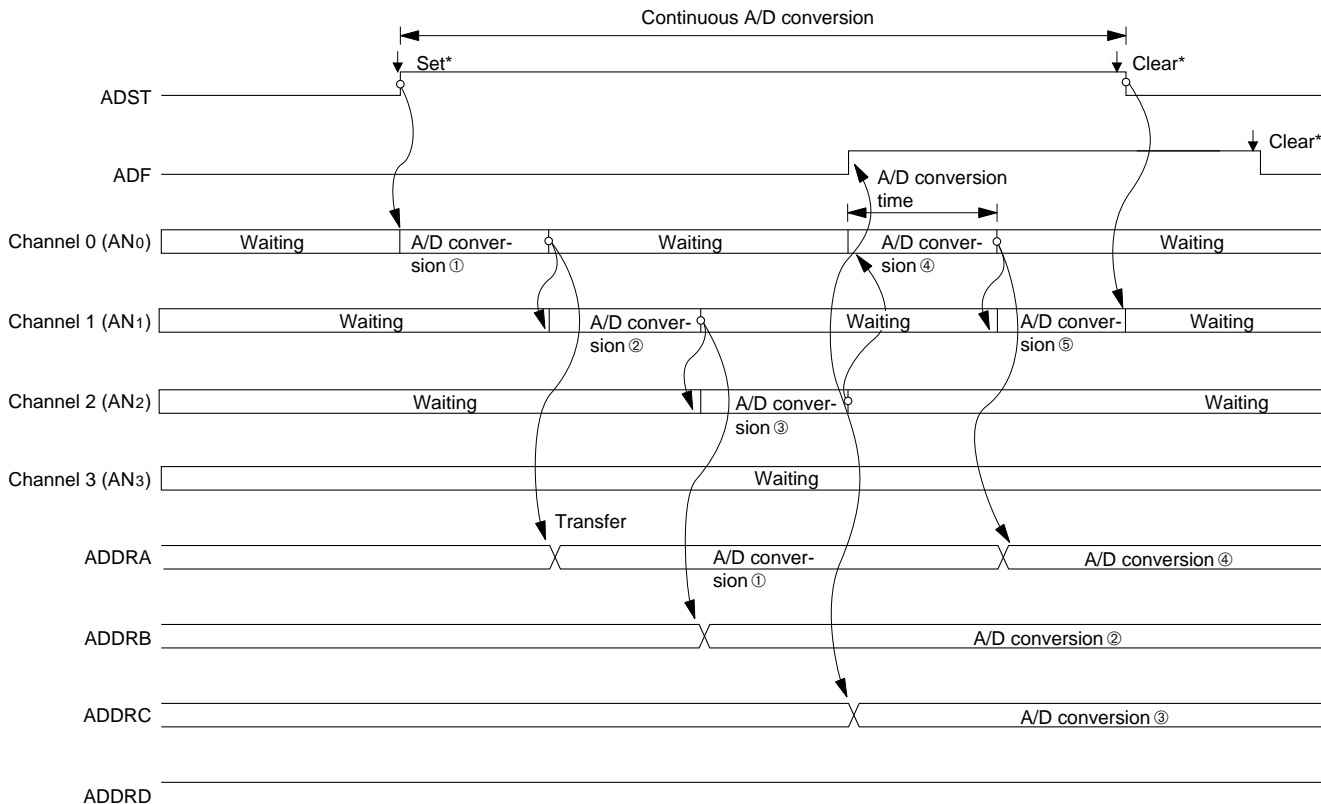 Continuous A/D conversion
Set*
Clear*
ADST
Clear*
ADF
A/D conversion
time
Channel 0 (AN0)
Waiting
A/D conver-
sion ①
Waiting
A/D conver-
sion ④
Waiting
Channel 1 (AN1)
Waiting
A/D conver-
sion ②
Waiting
A/D conver-
sion ⑤
Waiting
Channel 2 (AN2)
Waiting
A/D conver-
sion ③
Waiting
Channel 3 (AN3)
Waiting
Transfer
ADDRA
A/D conver-
sion ①
A/D conversion ④
ADDRB
A/D conversion ②
ADDRC
A/D conversion ③
ADDRD